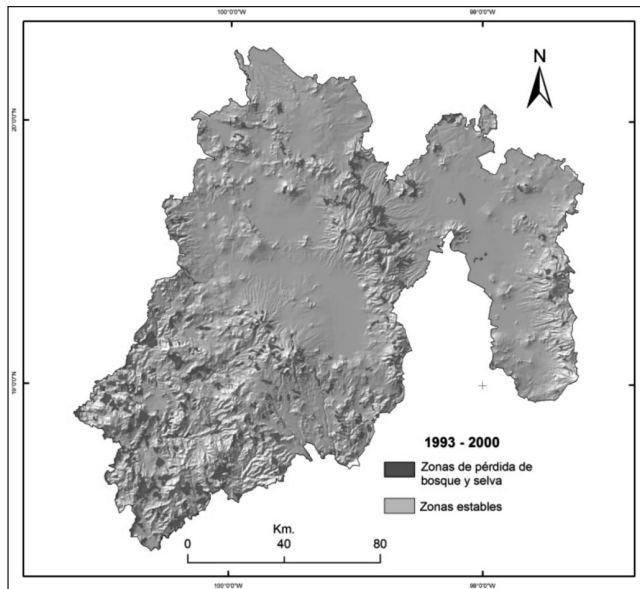 100°0'0"W
99°0'0"W
N
20°0'0"N
19°0'0"N
1993 - 2000
Zonas de pérdida de
bosque y selva
Zonas estables
Km.
0 40 80
100°0'0"W
99°0'0"W